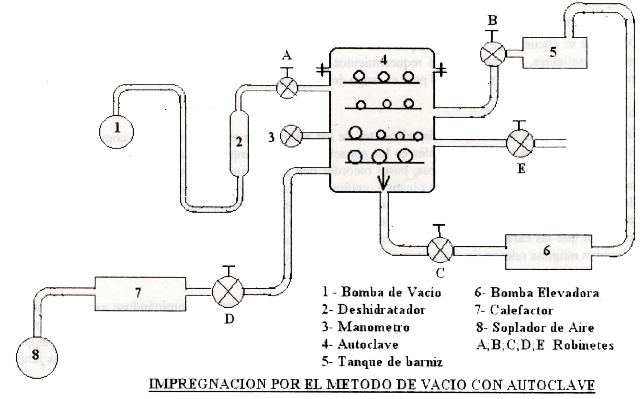 B
A
4
5
1
2
3
E
C
6
7
D
8
1 - Bomba de Vacio
2- Deshidratador
3- Manometro
4- Autoclave
5- Tanque de barniz
6- Bomba Elevadora
7- Calefactor
8- Soplador de Aire
A;B;C;D;E Robinetes
IMPREGNACION POR EL METODO DE VACIO CON AUTOCLAVE